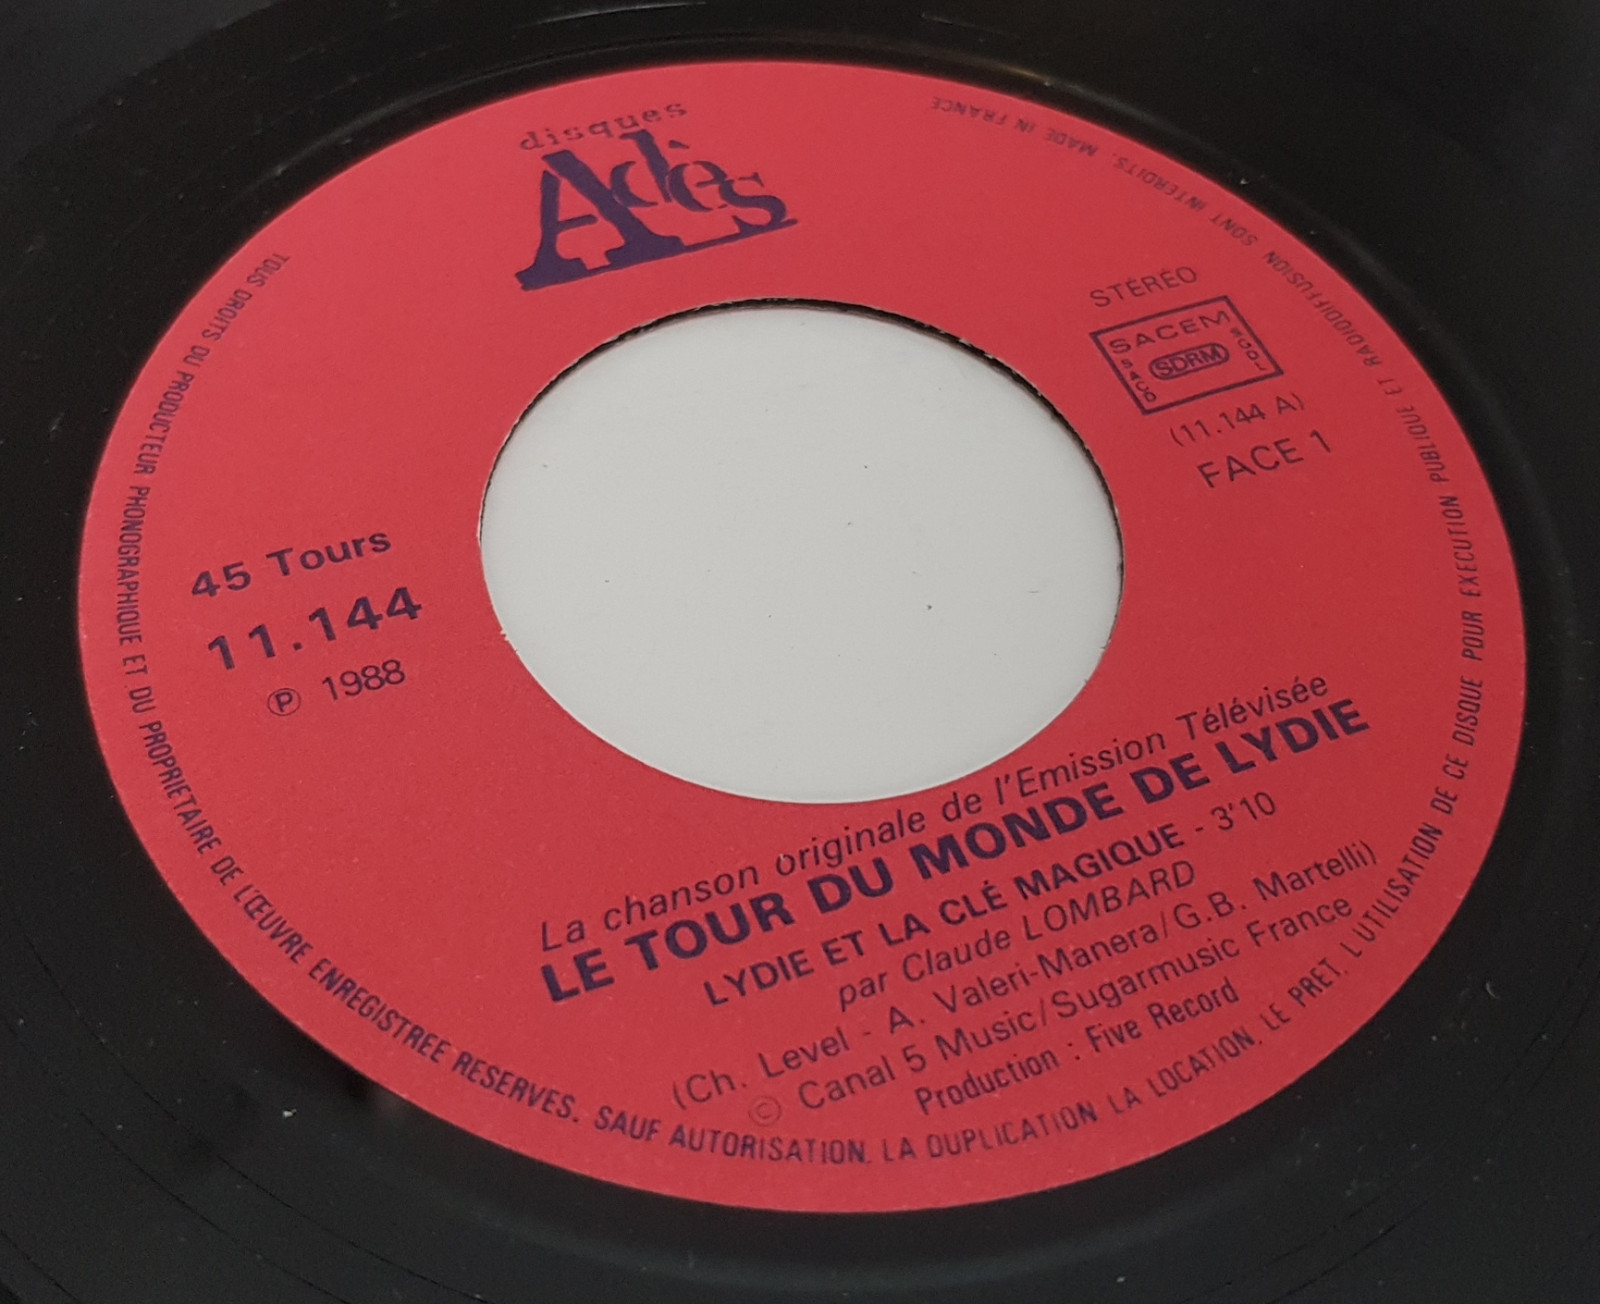 disques
Adès
STÉRÉO
SACEM
SACD
SDRM
SGDL
(11.144 A)
FACE 1
45 Tours
11.144
Ⓟ 1988
La chanson originale de l'Emission Télévisée
LE TOUR DU MONDE DE LYDIE
LYDIE ET LA CLÉ MAGIQUE - 3'10
par Claude LOMBARD
(Ch. Level - A. Valeri-Manera/G.B. Martelli)
© Canal 5 Music/Sugarmusic France
Production : Five Record
TOUS DROITS DU PRODUCTEUR PHONOGRAPHIQUE ET DU PROPRIETAIRE DE L'ŒUVRE ENREGISTREE RESERVES. SAUF AUTORISATION, LA DUPLICATION LA LOCATION, LE PRET, L'UTILISATION DE CE DISQUE POUR EXECUTION PUBLIQUE ET RADIODIFFUSION SONT INTERDITS. MADE IN FRANCE